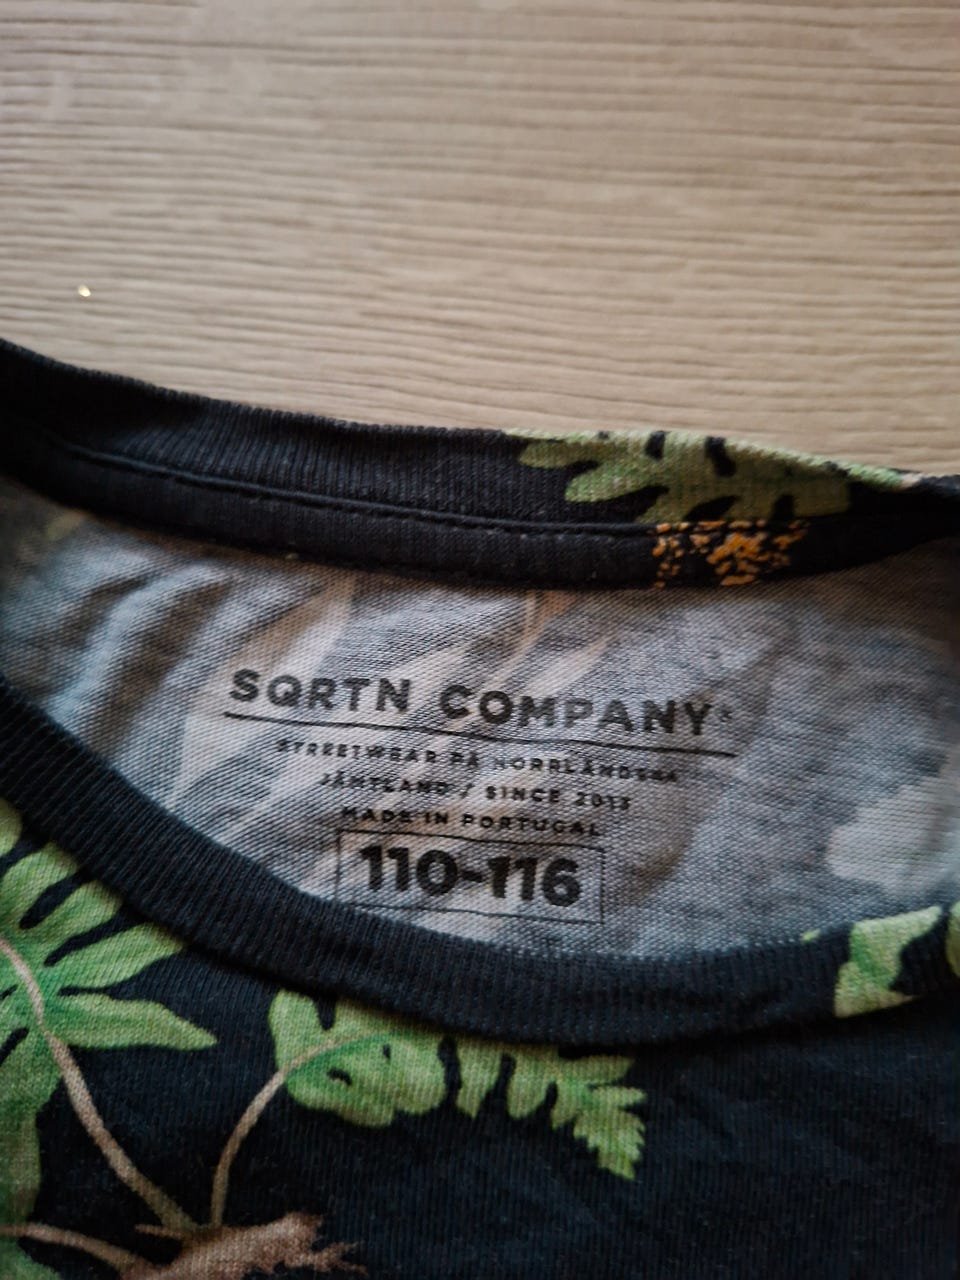 SQRTN COMPANY®
STREETWEAR PÅ NORRLÄNDSKA
JÄMTLAND / SINCE 2013
MADE IN PORTUGAL
110-116